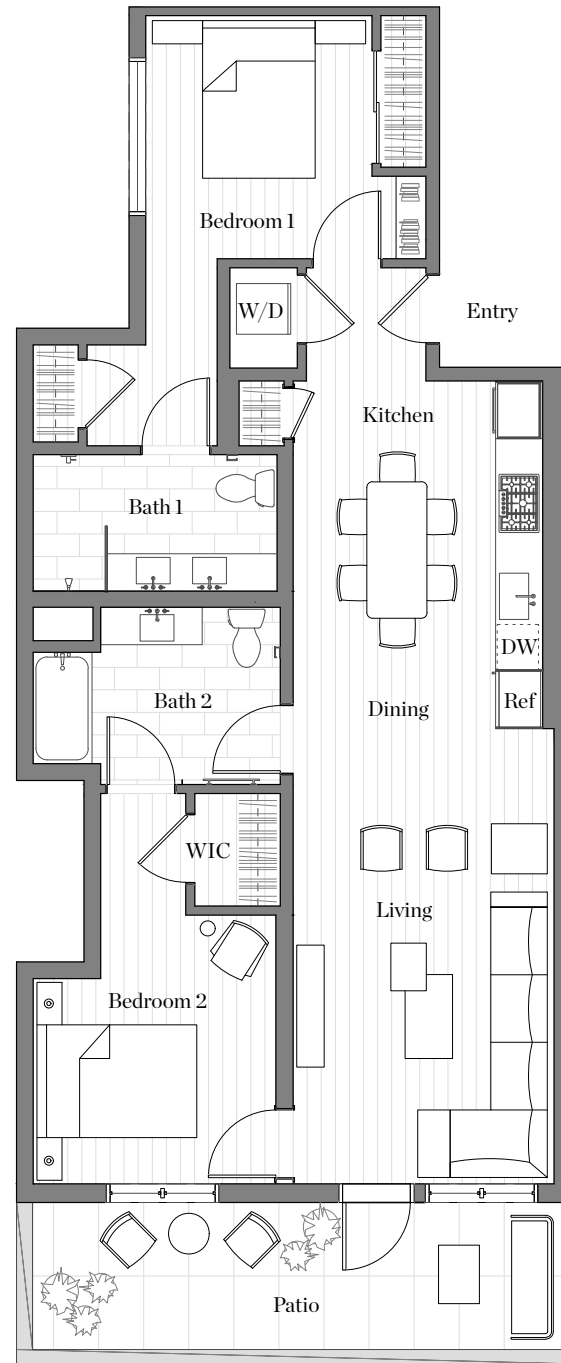 Bedroom 1
W/D
Entry
Kitchen
Bath 1
DW
Ref
Bath 2
Dining
WIC
Living
Bedroom 2
Patio